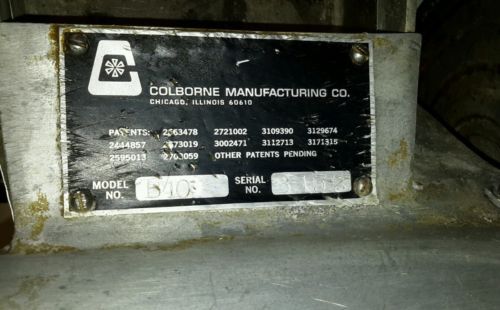 COLBORNE MANUFACTURING CO.
CHICAGO, ILLINOIS 60610
PATENTS: 2563478 2721002 3109390 3129674
2444857 2673019 3002471 3112713 3171315
2595013 2703059 OTHER PATENTS PENDING
MODEL NO.
SERIAL NO.